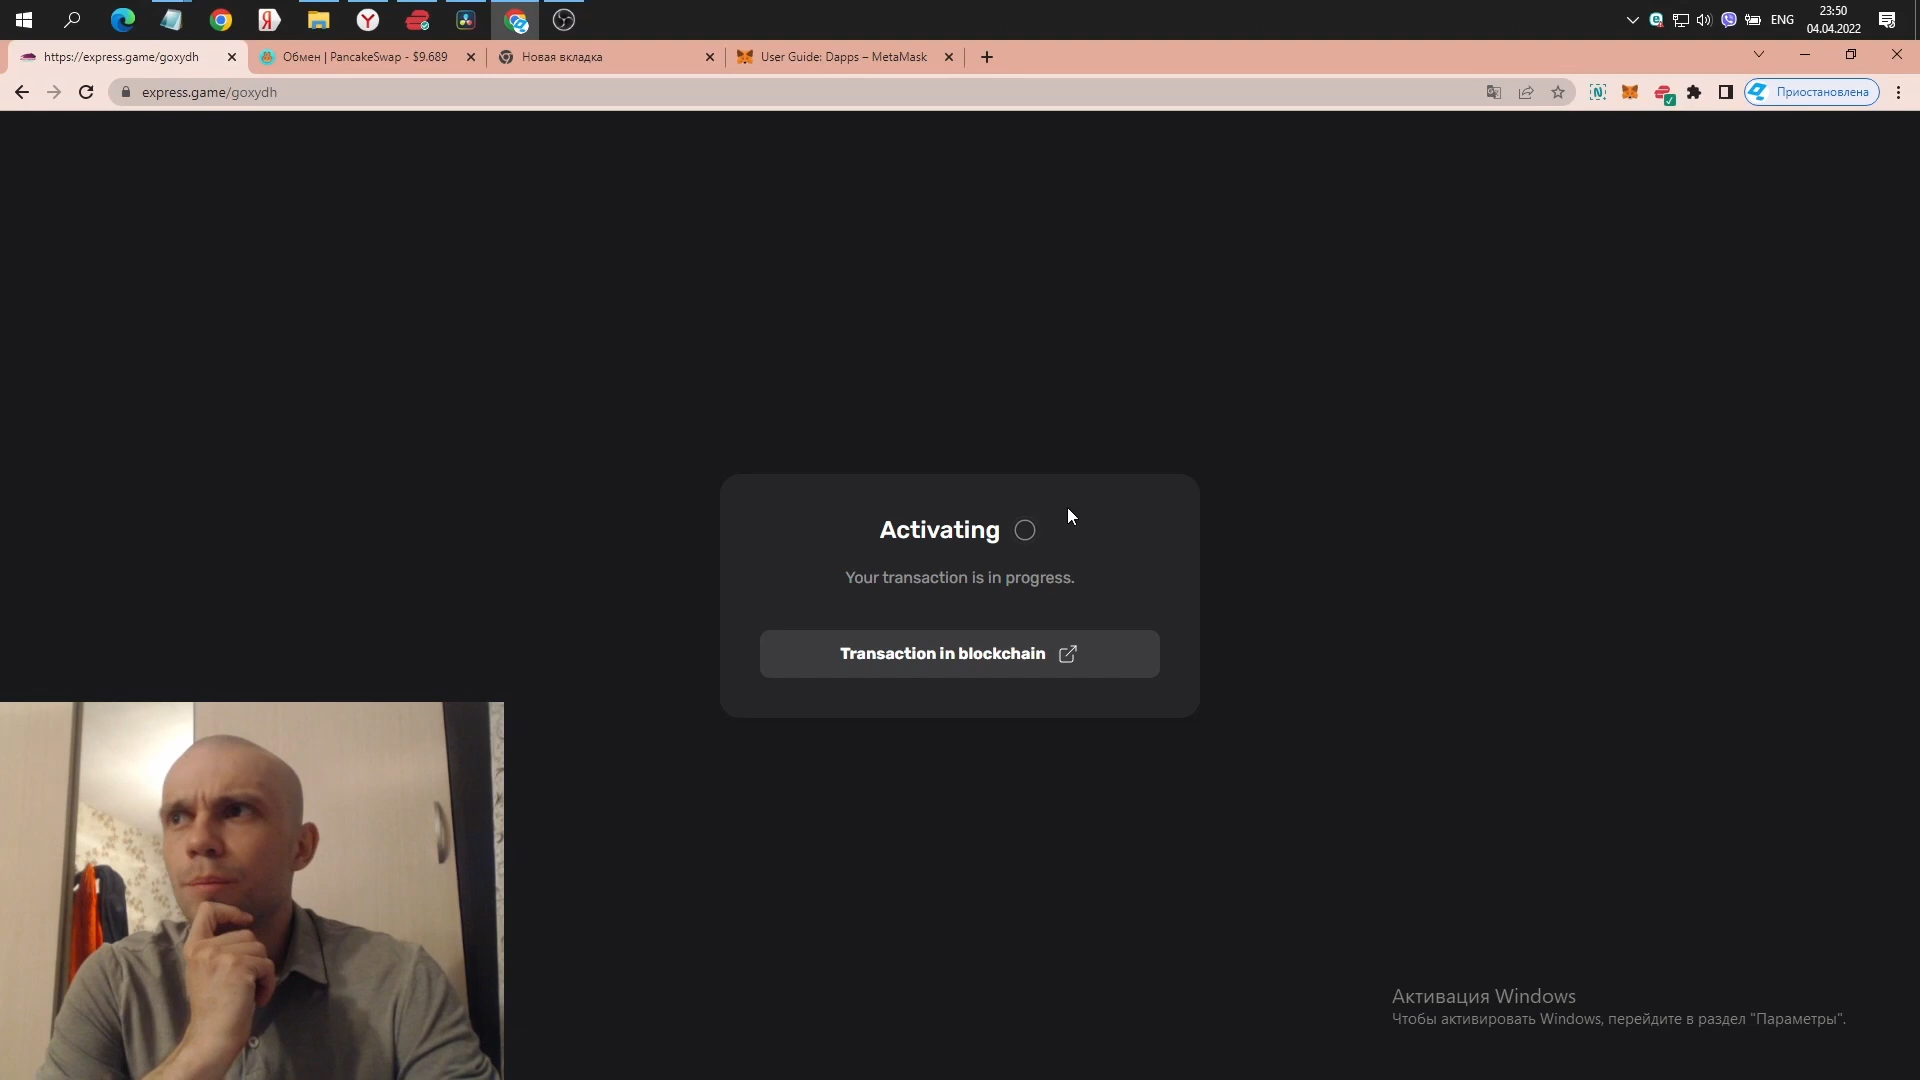 ENG
23:50
04.04.2022
https://express.game/goxydh
Обмен | PancakeSwap - $9.689
Новая вкладка
User Guide: Dapps – MetaMask
express.game/goxydh
Приостановлена
Activating
Your transaction is in progress.
Transaction in blockchain
Активация Windows
Чтобы активировать Windows, перейдите в раздел "Параметры".